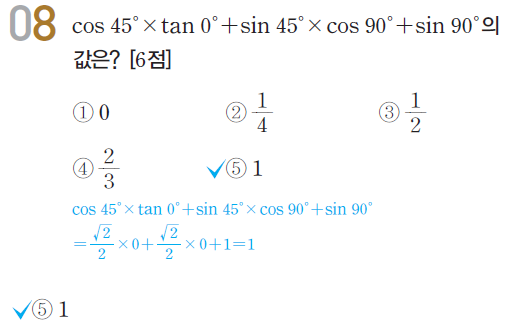 08 cos 45°×tan 0°+sin 45°×cos 90°+sin 90°의
값은? [6점]
① 0 ② 1/4 ③ 1/2
④ 2/3 ✓⑤ 1
cos 45°×tan 0°+sin 45°×cos 90°+sin 90°
=√2/2×0+√2/2×0+1=1
✓⑤ 1